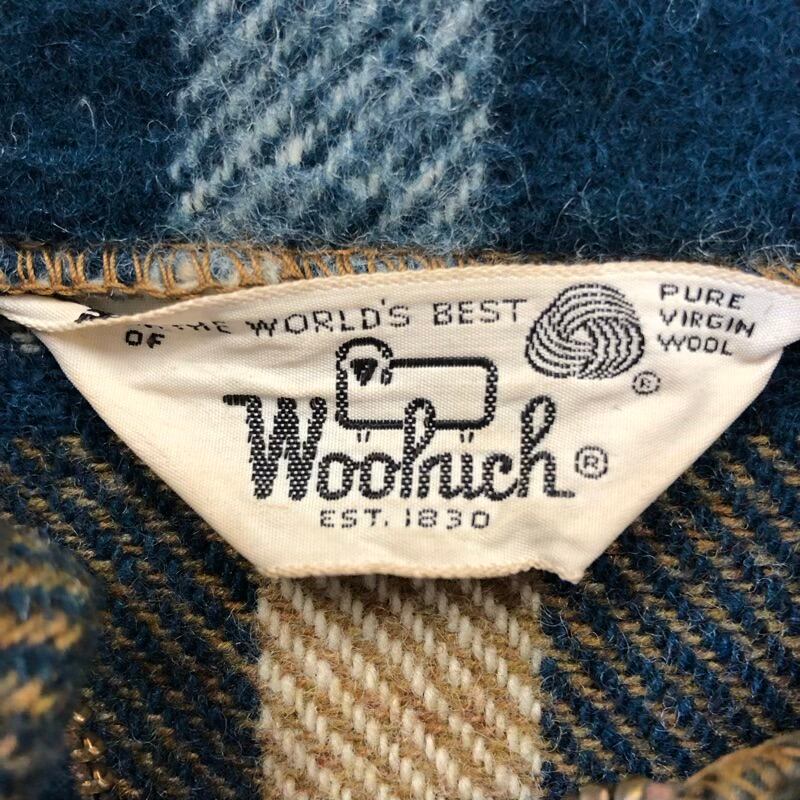 THE WORLD'S BEST
OF
PURE
VIRGIN
WOOL
®
Woolrich®
EST. 1830